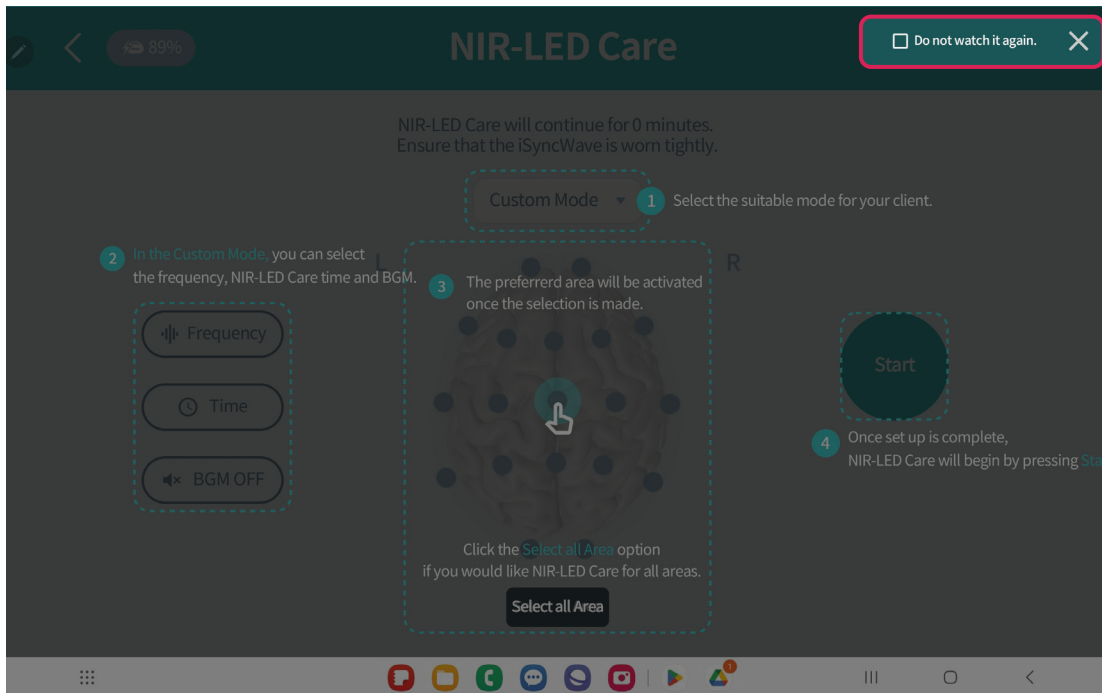 89%
NIR-LED Care
Do not watch it again.
NIR-LED Care will continue for 0 minutes.
Ensure that the iSyncWave is worn tightly.
Custom Mode
1 Select the suitable mode for your client.
2 In the Custom Mode, you can select
the frequency, NIR-LED Care time and BGM.
L
R
3 The preferrerd area will be activated
once the selection is made.
Frequency
Time
BGM OFF
Start
4 Once set up is complete,
NIR-LED Care will begin by pressing Sta
Click the Select all Area option
if you would like NIR-LED Care for all areas.
Select all Area
1